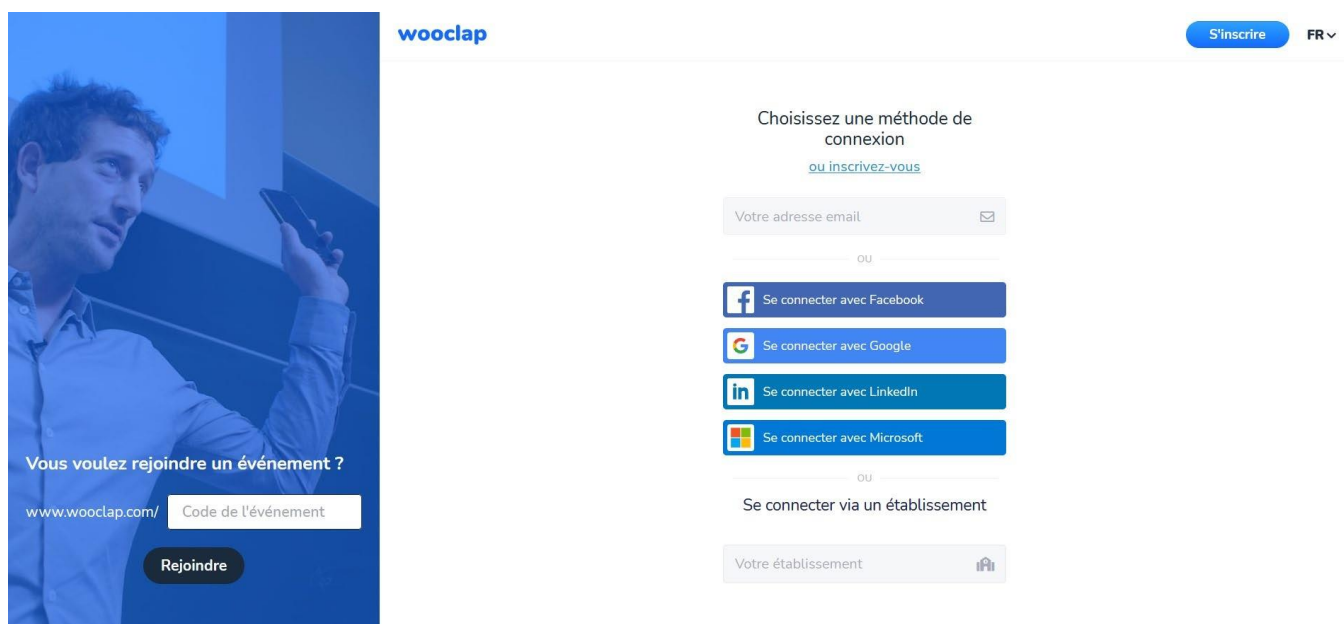 wooclap
S'inscrire
FR
Choisissez une méthode de
connexion
ou inscrivez-vous
Votre adresse email
OU
Se connecter avec Facebook
Se connecter avec Google
in Se connecter avec LinkedIn
Se connecter avec Microsoft
OU
Se connecter via un établissement
Votre établissement
Vous voulez rejoindre un événement ?
www.wooclap.com/ Code de l'événement
Rejoindre